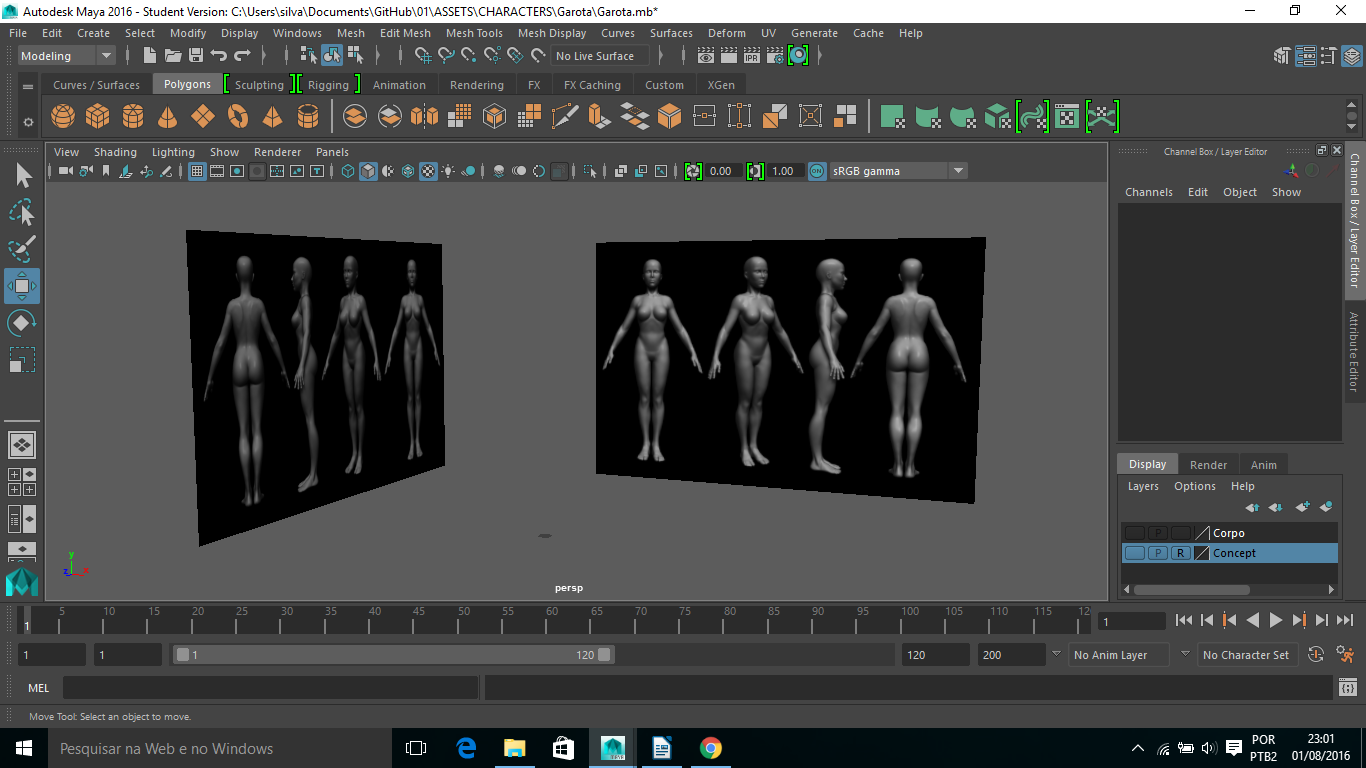 Autodesk Maya 2016 - Student Version: C:\Users\silva\Documents\GitHub\01\ASSETS\CHARACTERS\Garota\Garota.mb*
File Edit Create Select Modify Display Windows Mesh Edit Mesh Mesh Tools Mesh Display Curves Surfaces Deform UV Generate Cache Help
Modeling No Live Surface IPR
Curves / Surfaces Polygons Sculpting Rigging Animation Rendering FX FX Caching Custom XGen
View Shading Lighting Show Renderer Panels
0.00 1.00 ON sRGB gamma
Channel Box / Layer Editor
Channels Edit Object Show
Channel Box / Layer Editor
Attribute Editor
y
z x
persp
Display Render Anim
Layers Options Help
P Corpo
P R Concept
5 10 15 20 25 30 35 40 45 50 55 60 65 70 75 80 85 90 95 100 105 110 115 12
1 1
1 1 1 120 120 200 No Anim Layer No Character Set
MEL
Move Tool: Select an object to move.
Pesquisar na Web e no Windows
POR
PTB2
23:01
01/08/2016